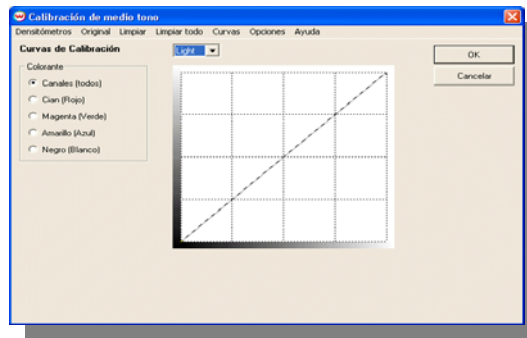 Calibración de medio tono
Densitómetros Original Limpiar Limpiar todo Curvas Opciones Ayuda
Curvas de Calibración
Light
OK
Cancelar
Colorante
Canales (todos)
Cian (Rojo)
Magenta (Verde)
Amarillo (Azul)
Negro (Blanco)